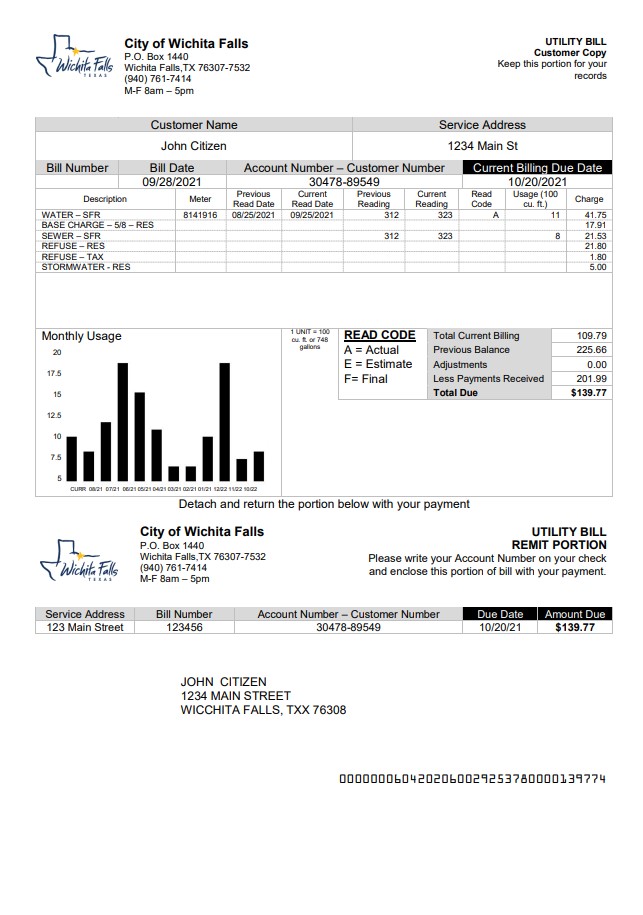 Wichita Falls
TEXAS
City of Wichita Falls
P.O. Box 1440
Wichita Falls,TX 76307-7532
(940) 761-7414
M-F 8am – 5pm
UTILITY BILL
Customer Copy
Keep this portion for your
records
Customer Name Service Address
John Citizen 1234 Main St
Bill Number Bill Date Account Number – Customer Number Current Billing Due Date
09/28/2021 30478-89549 10/20/2021
Description Meter Previous Read Date Current Read Date Previous Reading Current Reading Read Code Usage (100 cu. ft.) Charge
WATER – SFR 8141916 08/25/2021 09/25/2021 312 323 A 11 41.75
BASE CHARGE – 5/8 – RES 17.91
SEWER – SFR 312 323 8 21.53
REFUSE – RES 21.80
REFUSE – TAX 1.80
STORMWATER - RES 5.00
Monthly Usage
20
17.5
15
12.5
10
7.5
5
CURR 08/21 07/21 06/21 05/21 04/21 03/21 02/21 01/21 12/22 11/22 10/22
1 UNIT = 100
cu. ft. or 748
gallons
READ CODE
A = Actual
E = Estimate
F= Final
Total Current Billing 109.79
Previous Balance 225.66
Adjustments 0.00
Less Payments Received 201.99
Total Due $139.77
Detach and return the portion below with your payment
Wichita Falls
TEXAS
City of Wichita Falls
P.O. Box 1440
Wichita Falls,TX 76307-7532
(940) 761-7414
M-F 8am – 5pm
UTILITY BILL
REMIT PORTION
Please write your Account Number on your check
and enclose this portion of bill with your payment.
Service Address Bill Number Account Number – Customer Number Due Date Amount Due
123 Main Street 123456 30478-89549 10/20/21 $139.77
JOHN CITIZEN
1234 MAIN STREET
WICCHITA FALLS, TXX 76308
0000000604202060029253780000139774